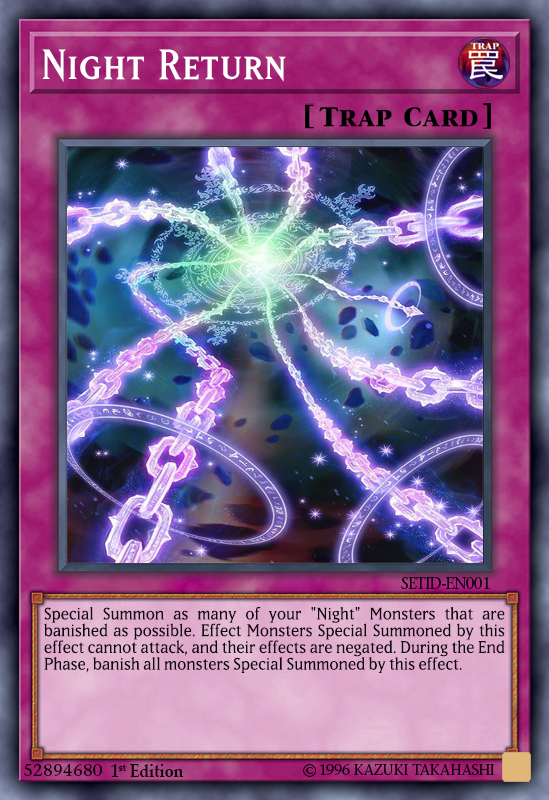 Night Return
TRAP
罠
[Trap Card]
SETID-EN001
Special Summon as many of your "Night" Monsters that are
banished as possible. Effect Monsters Special Summoned by this
effect cannot attack, and their effects are negated. During the End
Phase, banish all monsters Special Summoned by this effect.
52894680 1st Edition © 1996 KAZUKI TAKAHASHI